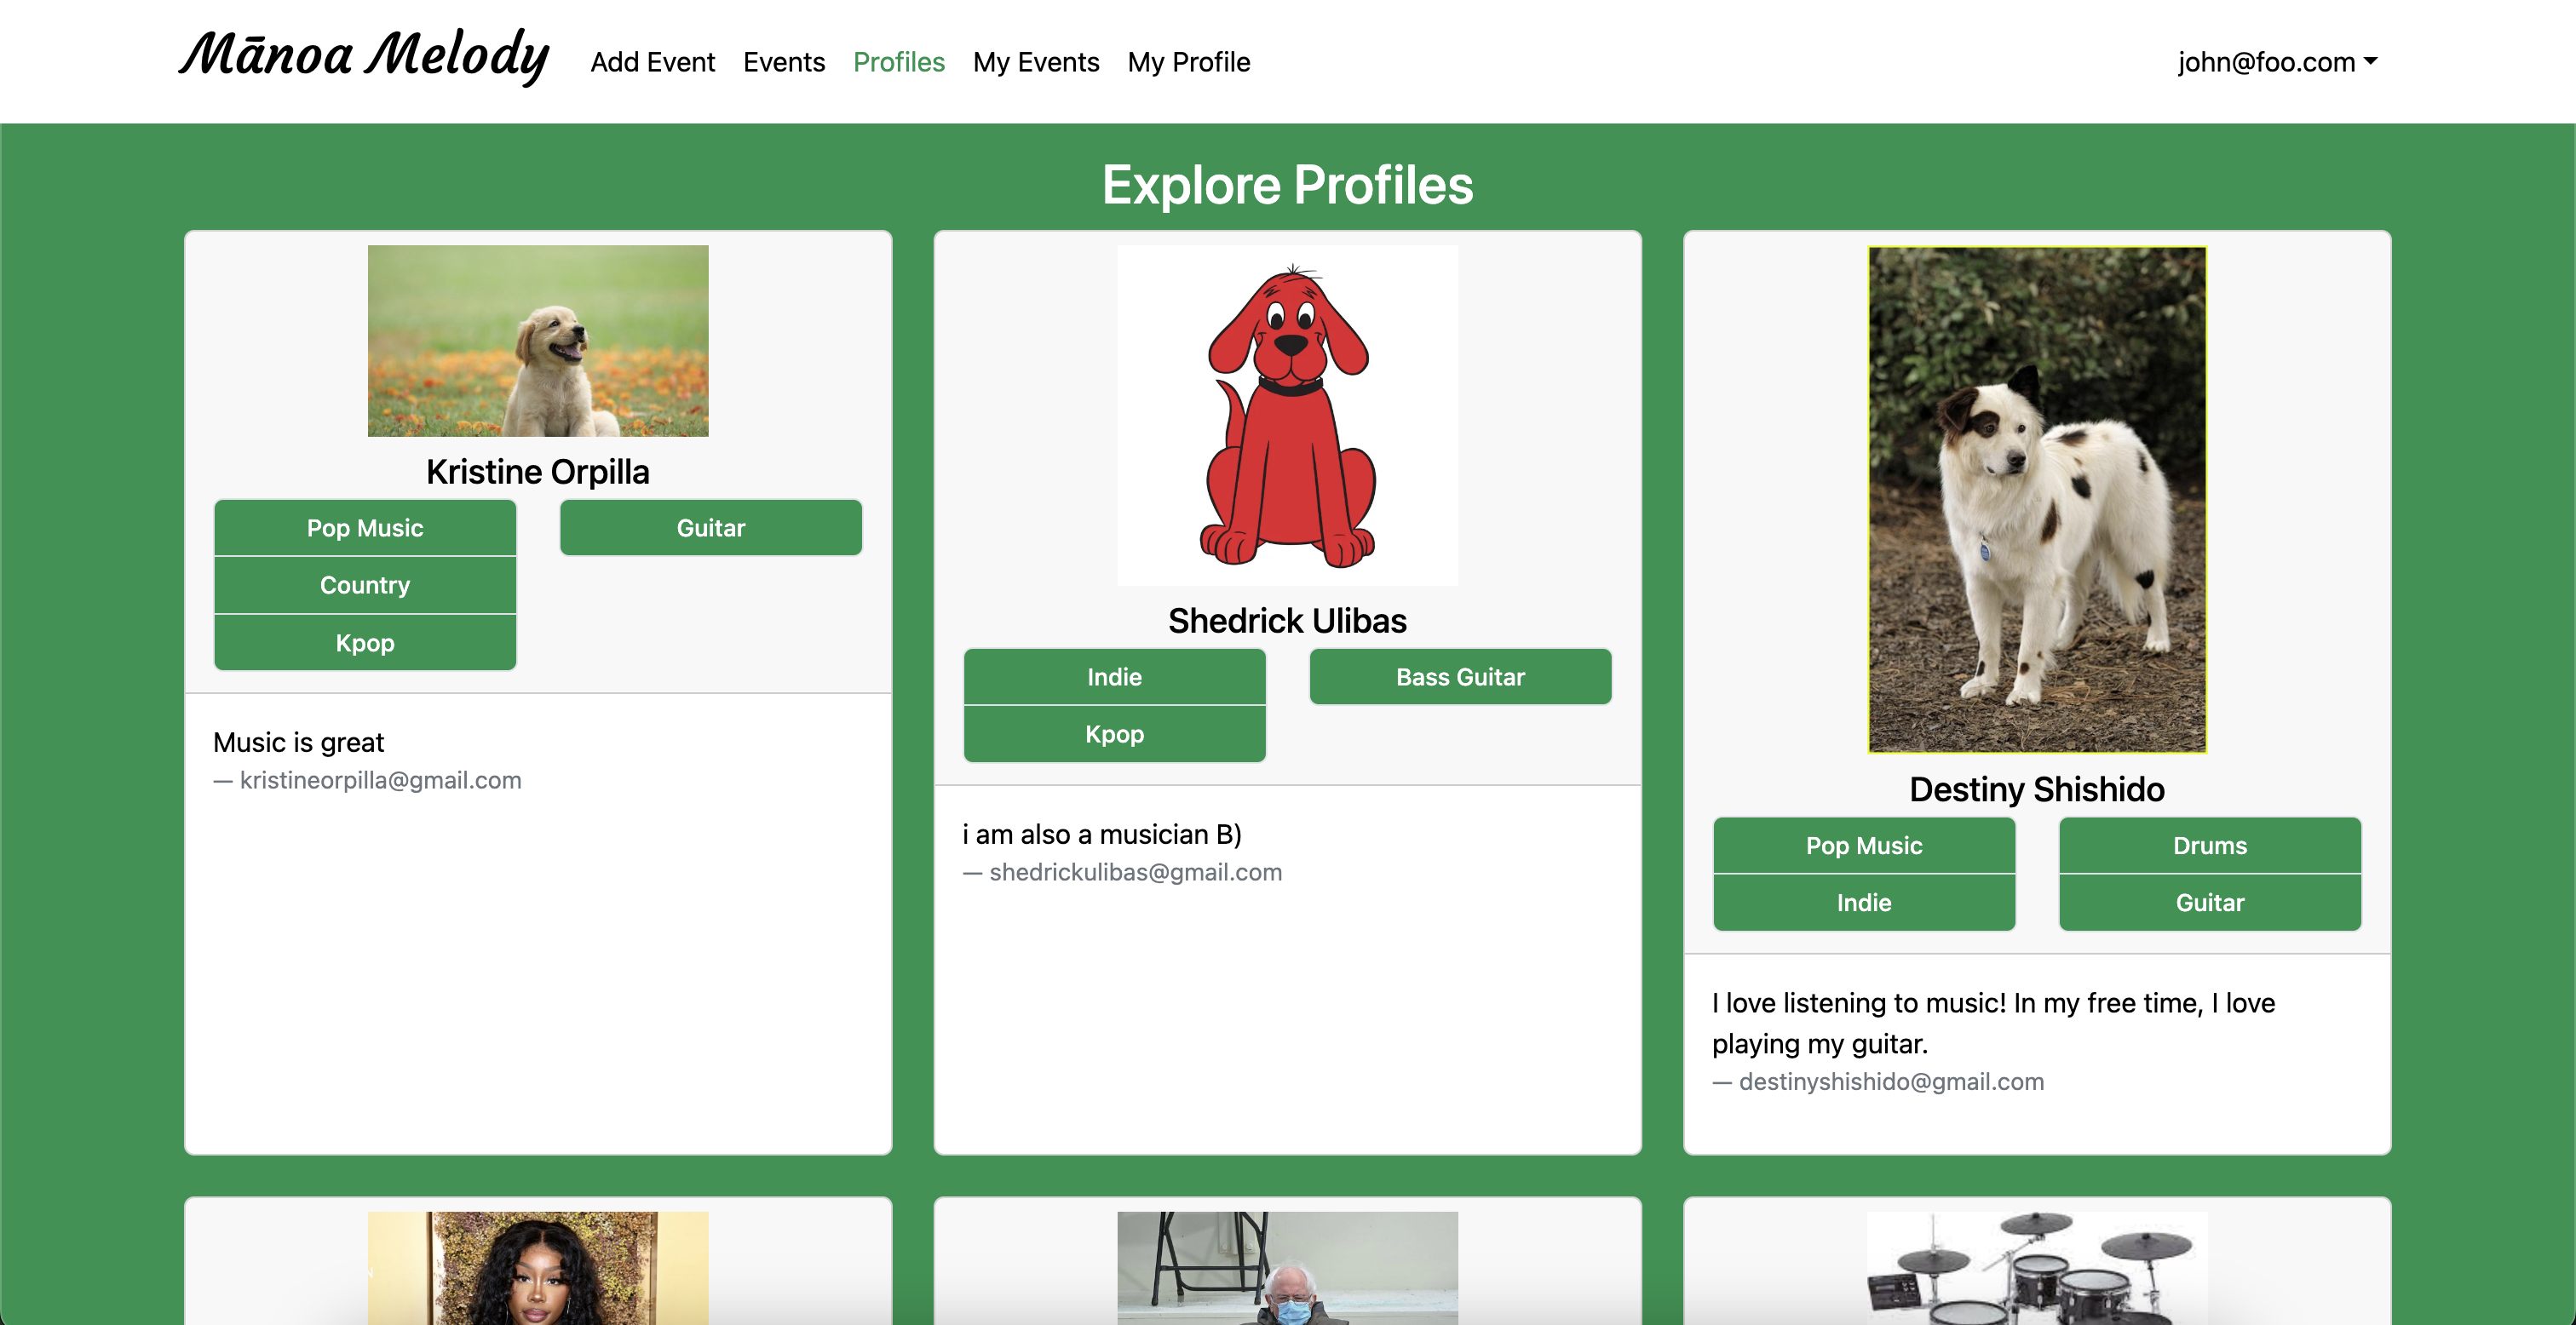 Mānoa Melody
Add Event
Events
Profiles
My Events
My Profile
john@foo.com
Explore Profiles
Kristine Orpilla
Pop Music
Country
Kpop
Guitar
Music is great
— kristineorpilla@gmail.com
Shedrick Ulibas
Indie
Kpop
Bass Guitar
i am also a musician B)
— shedrickulibas@gmail.com
Destiny Shishido
Pop Music
Indie
Drums
Guitar
I love listening to music! In my free time, I love
playing my guitar.
— destinyshishido@gmail.com